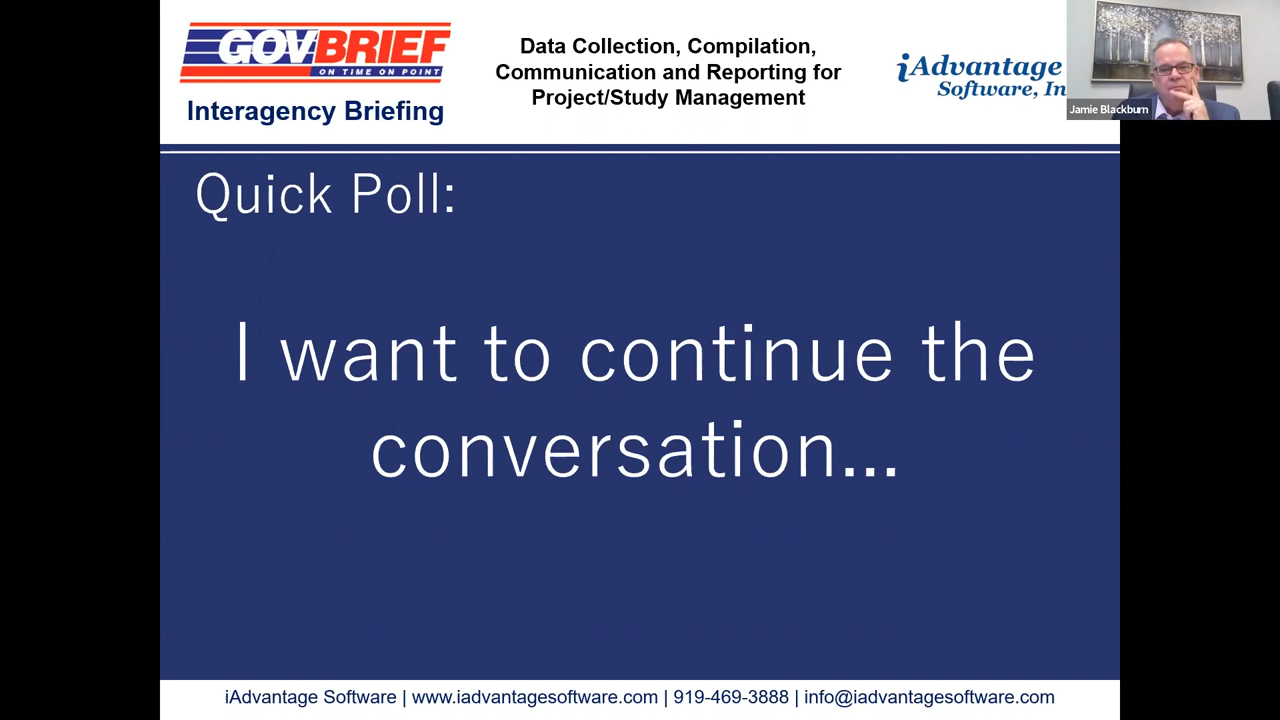 GOVBRIEF
ON TIME ON POINT
Interagency Briefing
Data Collection, Compilation,
Communication and Reporting for
Project/Study Management
iAdvantage
Software, In
Jamie Blackburn
Quick Poll:
I want to continue the
conversation...
iAdvantage Software | www.iadvantagesoftware.com | 919-469-3888 | info@iadvantagesoftware.com